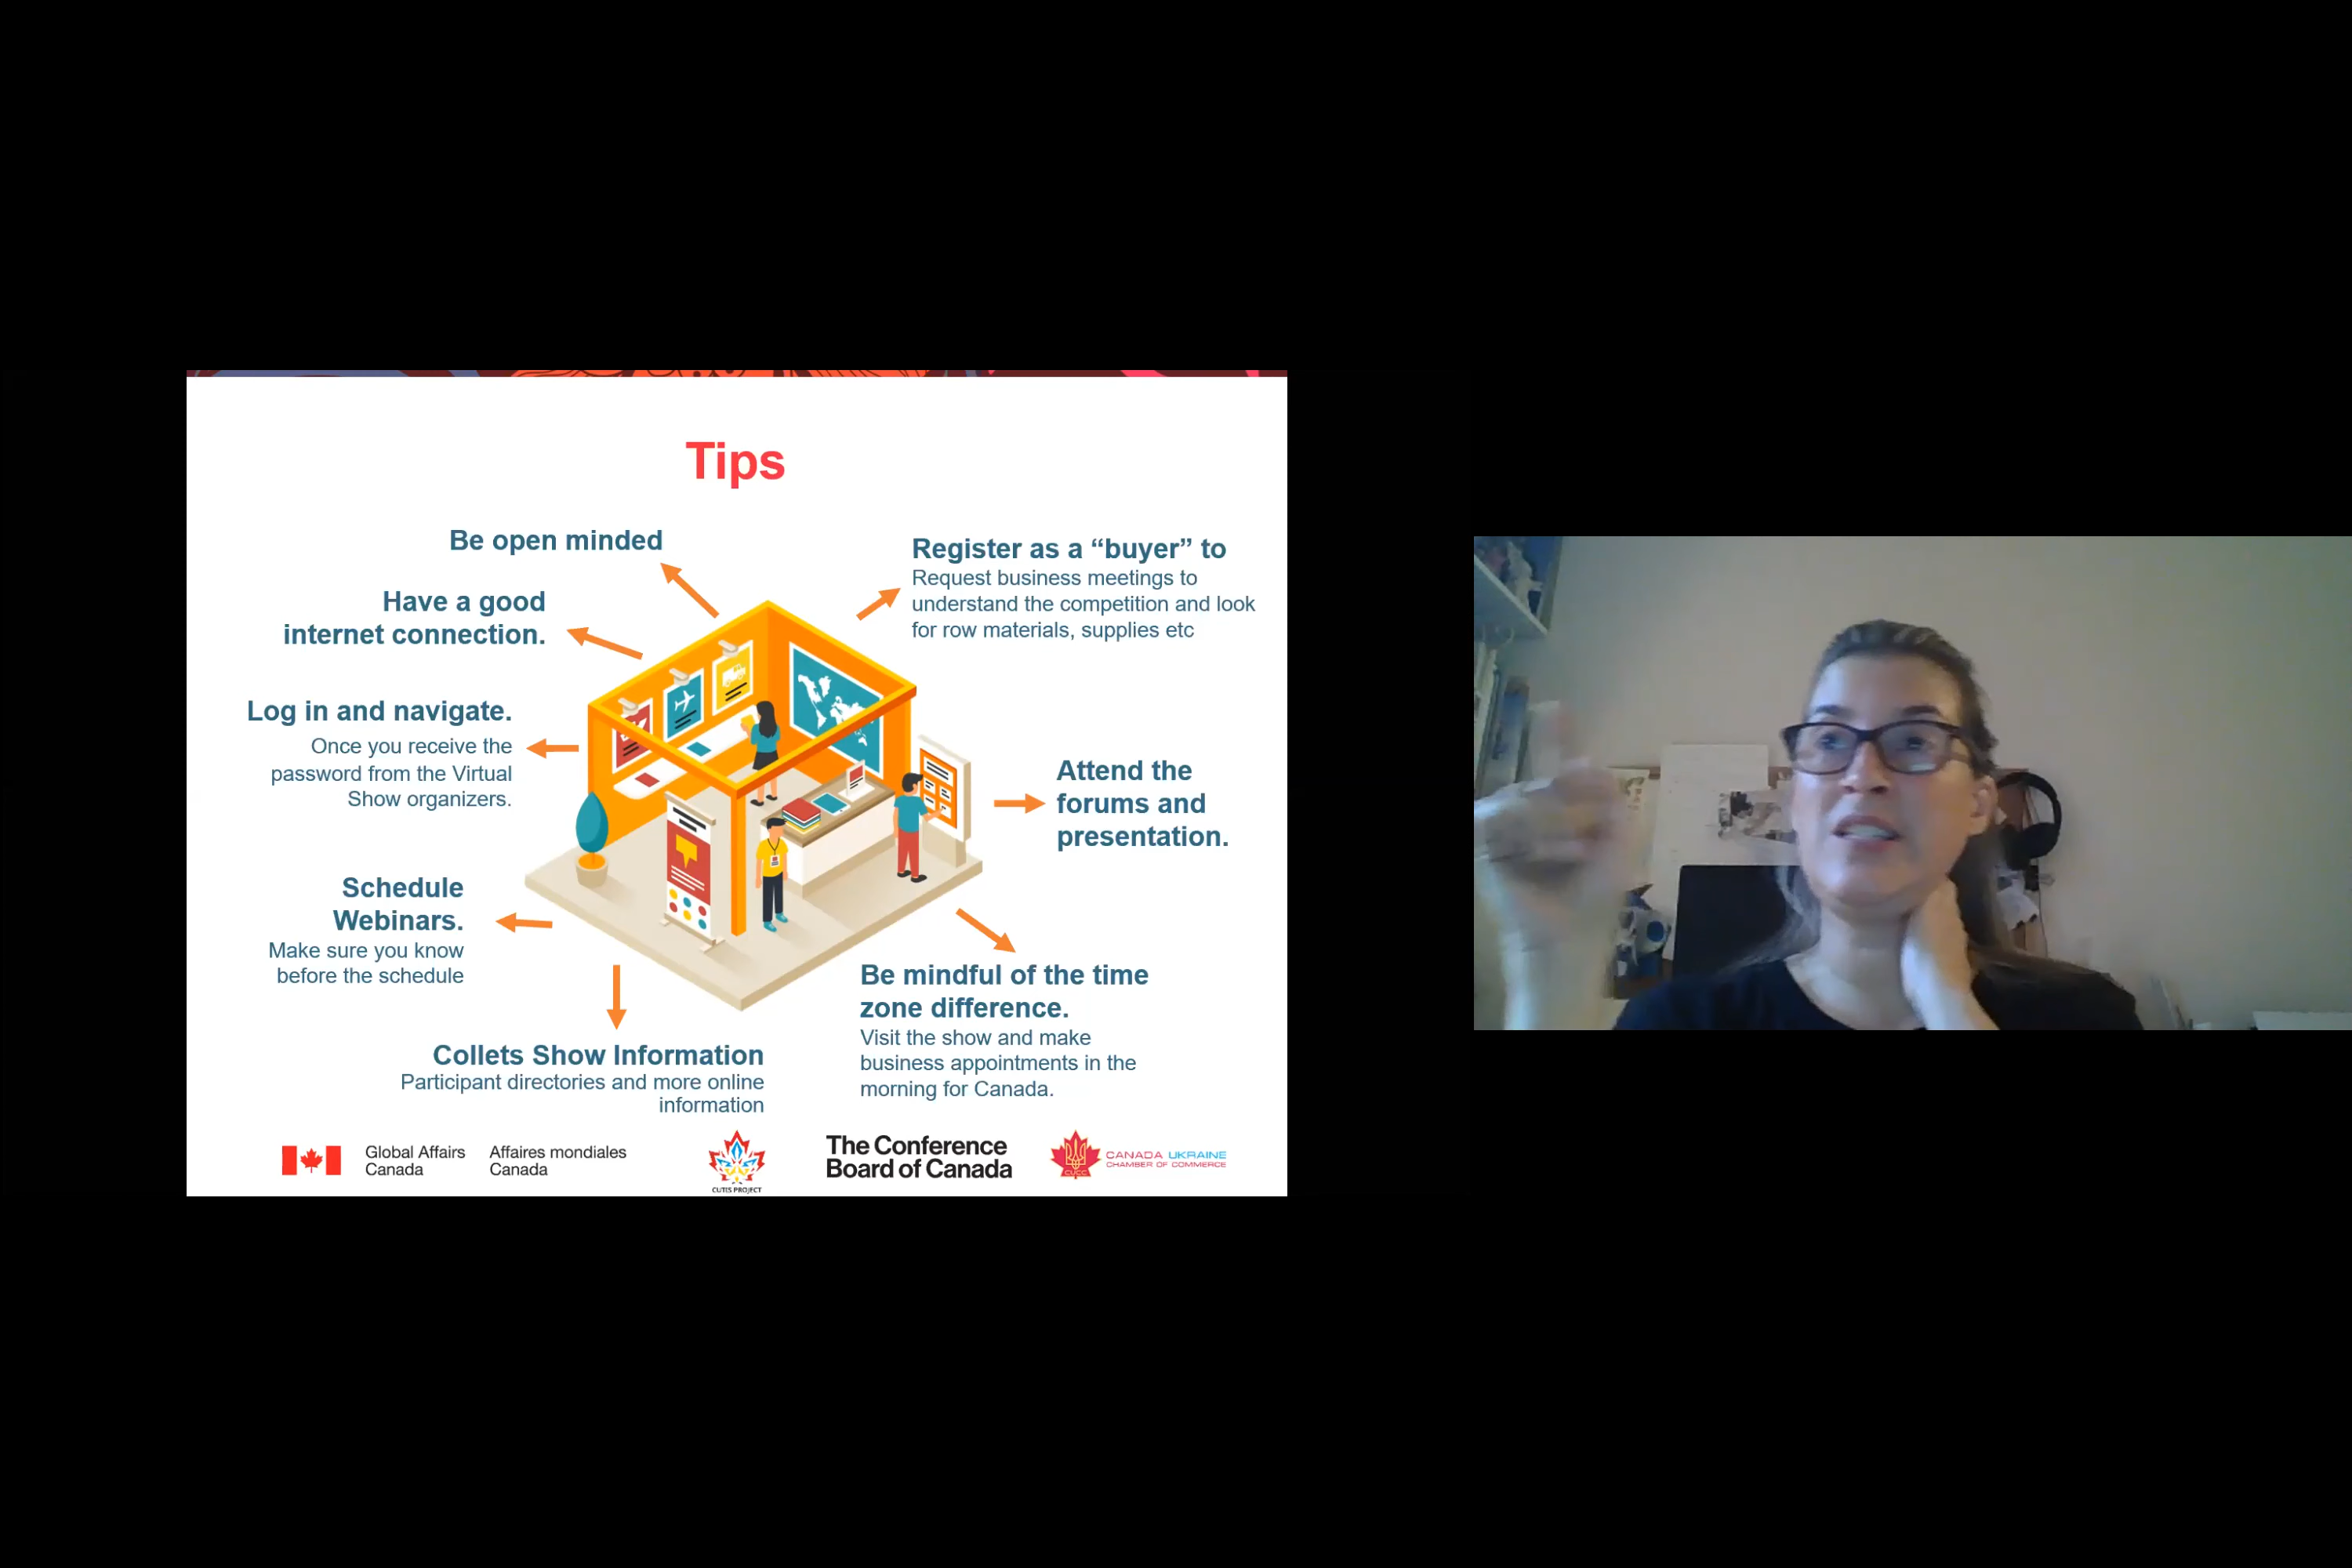 Tips
Be open minded
Have a good
internet connection.
Log in and navigate.
Once you receive the
password from the Virtual
Show organizers.
Schedule
Webinars.
Make sure you know
before the schedule
Collets Show Information
Participant directories and more online
information
Register as a “buyer” to
Request business meetings to
understand the competition and look
for row materials, supplies etc
Attend the
forums and
presentation.
Be mindful of the time
zone difference.
Visit the show and make
business appointments in the
morning for Canada.
Global Affairs
Canada
Affaires mondiales
Canada
CUTIS PROJECT
The Conference
Board of Canada
CUCC
CANADA UKRAINE
CHAMBER OF COMMERCE